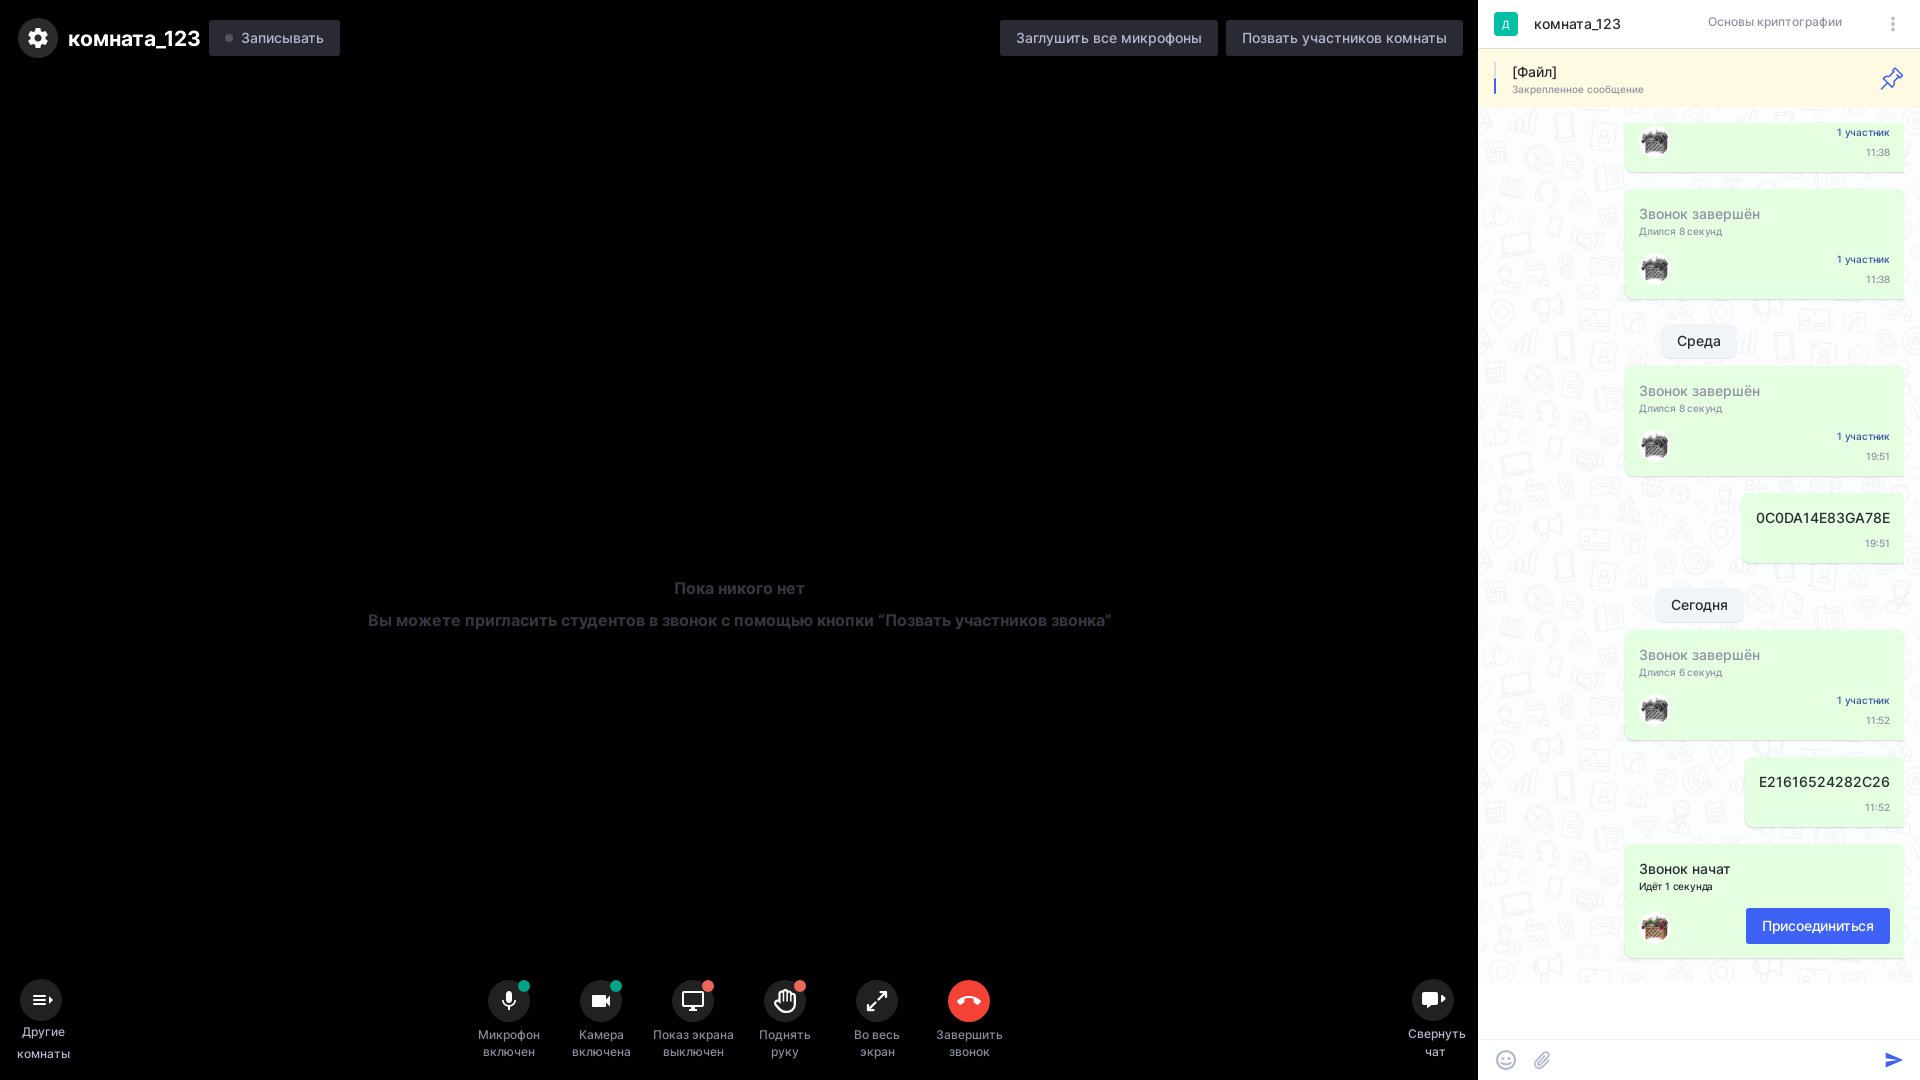 комната_123
Записывать
Заглушить все микрофоны
Позвать участников комнаты
Пока никого нет
Вы можете пригласить студентов в звонок с помощью кнопки “Позвать участников звонка”
Другие
комнаты
Микрофон
включен
Камера
включена
Показ экрана
выключен
Поднять
руку
Во весь
экран
Завершить
звонок
Свернуть
чат
Д
комната_123
Основы криптографии
[Файл]
Закрепленное сообщение
1 участник
11:38
Звонок завершён
Длился 8 секунд
1 участник
11:38
Среда
Звонок завершён
Длился 8 секунд
1 участник
19:51
0C0DA14E83GA78E
19:51
Сегодня
Звонок завершён
Длился 6 секунд
1 участник
11:52
E21616524282C26
11:52
Звонок начат
Идёт 1 секунда
Присоединиться